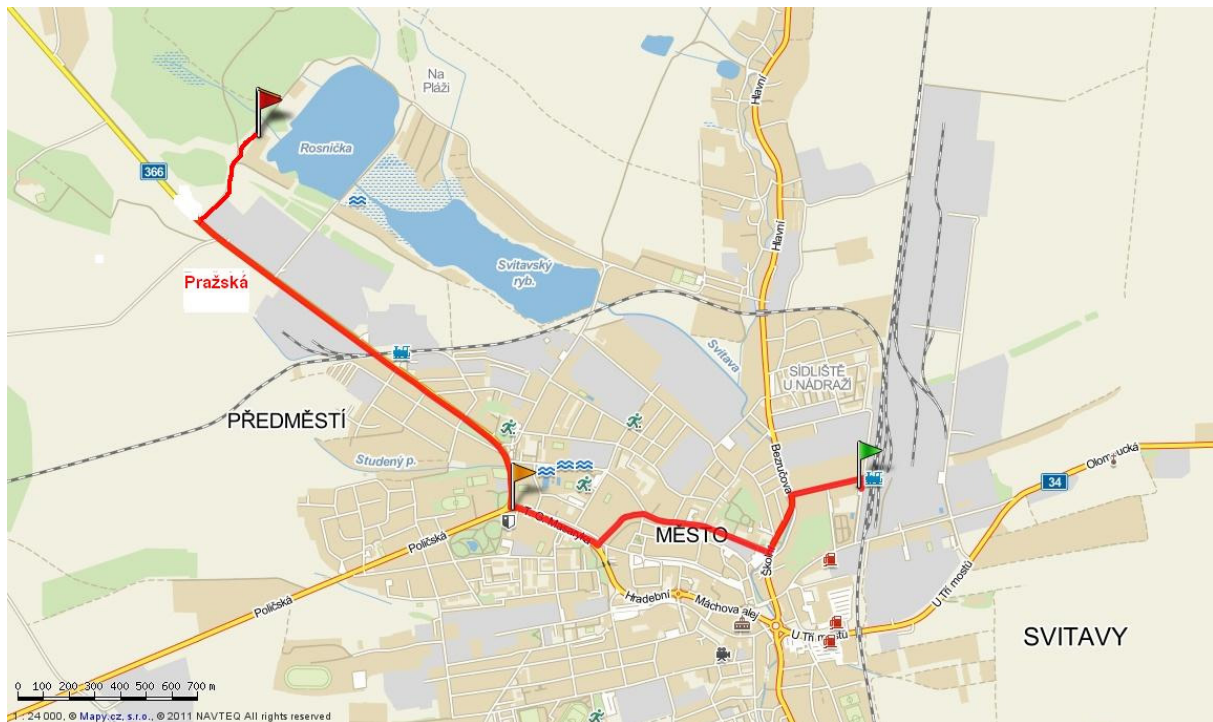 Na
Pláži
Rosnička
366
Hlavní
Hlavní
Svitavský
ryb.
Pražská
Svitava
SÍDLIŠTĚ
U NÁDRAŽÍ
PŘEDMĚSTÍ
Studený p.
Bezručova
Olomoucká
34
T. G. Masaryka
MĚSTO
Poličská
Poličská
Hradební
Máchova alej
U Tří mostů
U Tří mostů
SVITAVY
0 100 200 300 400 500 600 700 m
1 : 24 000, © Mapy.cz, s.r.o., © 2011 NAVTEQ All rights reserved